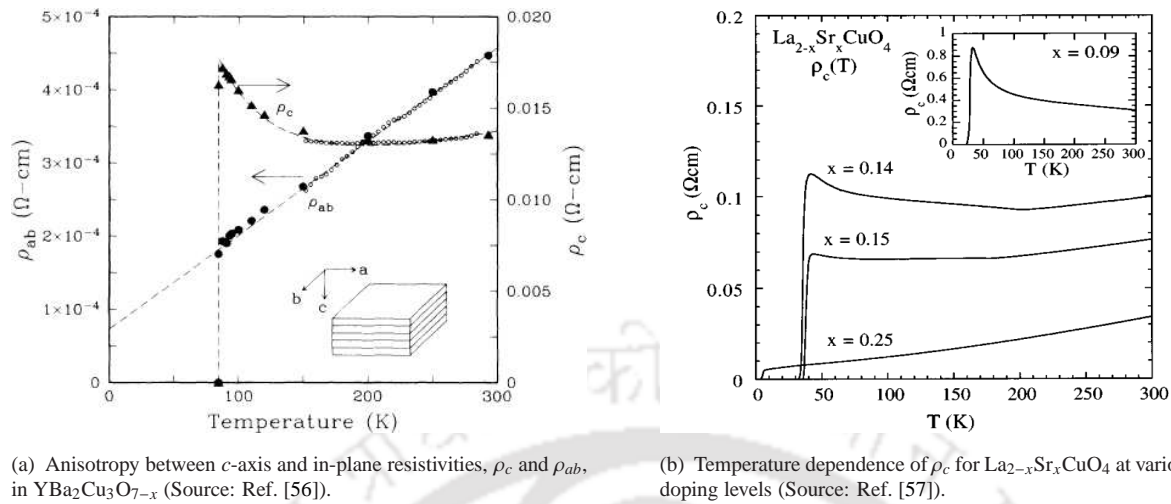 5×10⁻⁴
4×10⁻⁴
3×10⁻⁴
2×10⁻⁴
1×10⁻⁴
0
ρab (Ω−cm)
0.020
0.015
0.010
0.005
0.000
ρc (Ω−cm)
ρc
ρab
a
b
c
0 100 200 300
Temperature (K)
La2-xSrxCuO4
ρc(T)
0.2
0.15
0.1
0.05
0
ρc (Ωcm)
x = 0.14
x = 0.15
x = 0.25
0 50 100 150 200 250 300
T (K)
x = 0.09
1
0.8
0.6
0.4
0.2
0
ρc (Ωcm)
0 50 100 150 200 250 300
T (K)
(a) Anisotropy between c-axis and in-plane resistivities, ρc and ρab,
in YBa2Cu3O7−x (Source: Ref. [56]).
(b) Temperature dependence of ρc for La2−xSrxCuO4 at vario
doping levels (Source: Ref. [57]).